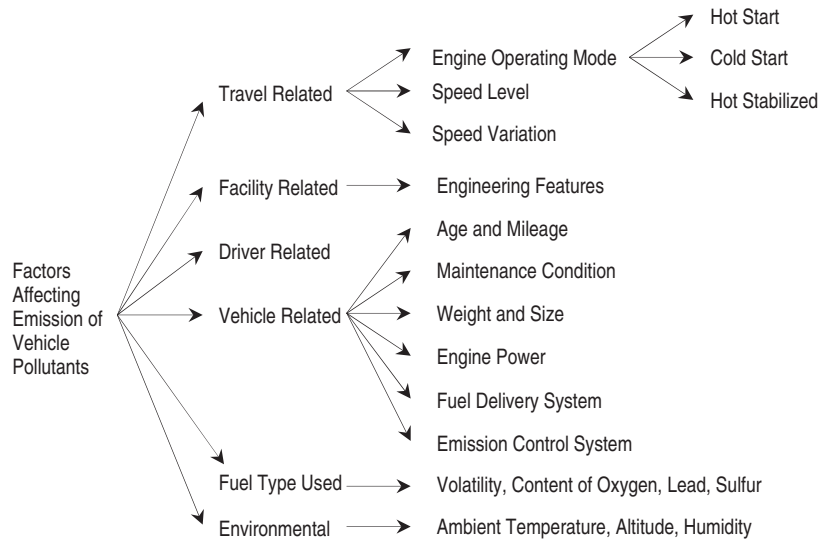 Factors
Affecting
Emission of
Vehicle
Pollutants
Travel Related
Engine Operating Mode
Hot Start
Cold Start
Hot Stabilized
Speed Level
Speed Variation
Facility Related
Engineering Features
Driver Related
Vehicle Related
Age and Mileage
Maintenance Condition
Weight and Size
Engine Power
Fuel Delivery System
Emission Control System
Fuel Type Used
Volatility, Content of Oxygen, Lead, Sulfur
Environmental
Ambient Temperature, Altitude, Humidity